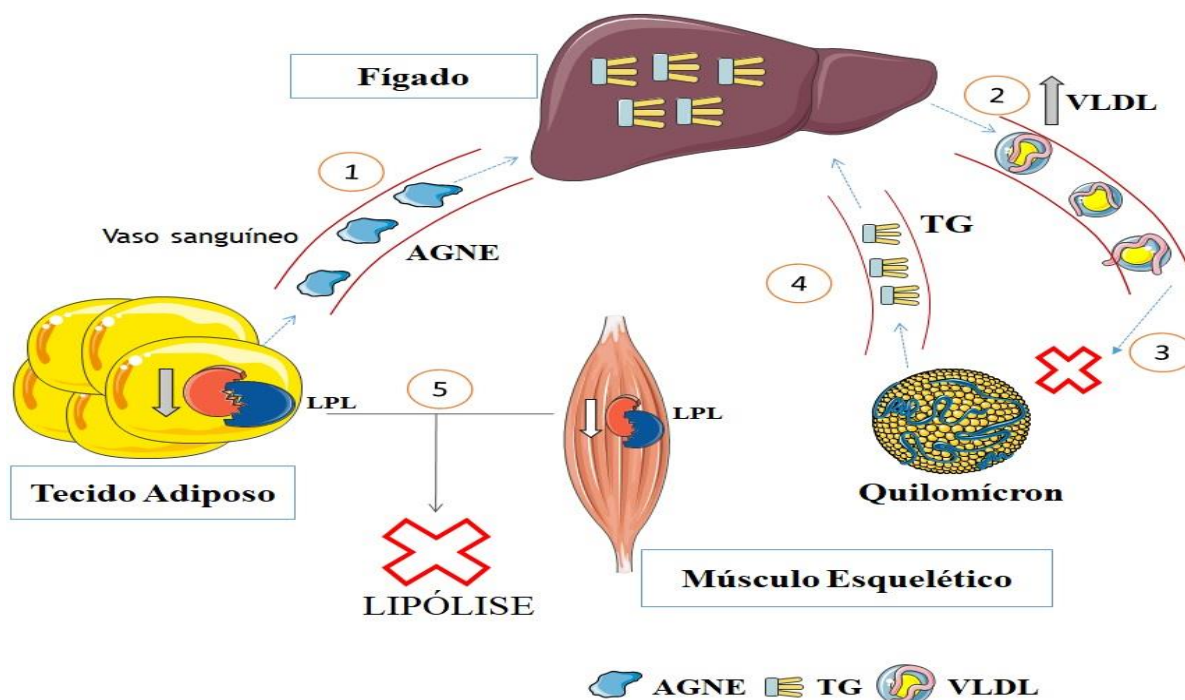 Fígado
2
VLDL
1
Vaso sanguíneo
AGNE
TG
4
3
5
LPL
LPL
Tecido Adiposo
Quilomícron
LIPÓLISE
Músculo Esquelético
AGNE TG VLDL